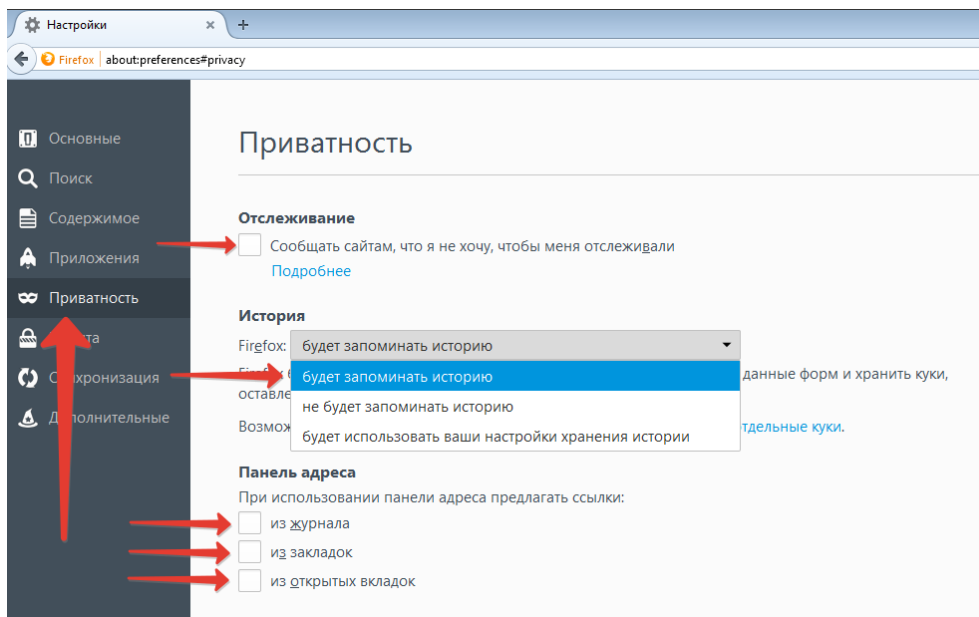 Настройки
Firefox about:preferences#privacy
Основные
Поиск
Содержимое
Приложения
Приватность
Синхронизация
Дополнительные
Приватность
Отслеживание
Сообщать сайтам, что я не хочу, чтобы меня отслеживали
Подробнее
История
Firefox: будет запоминать историю
будет запоминать историю
данные форм и хранить куки,
не будет запоминать историю
будет использовать ваши настройки хранения истории
куки.
Панель адреса
При использовании панели адреса предлагать ссылки:
из журнала
из закладок
из открытых вкладок